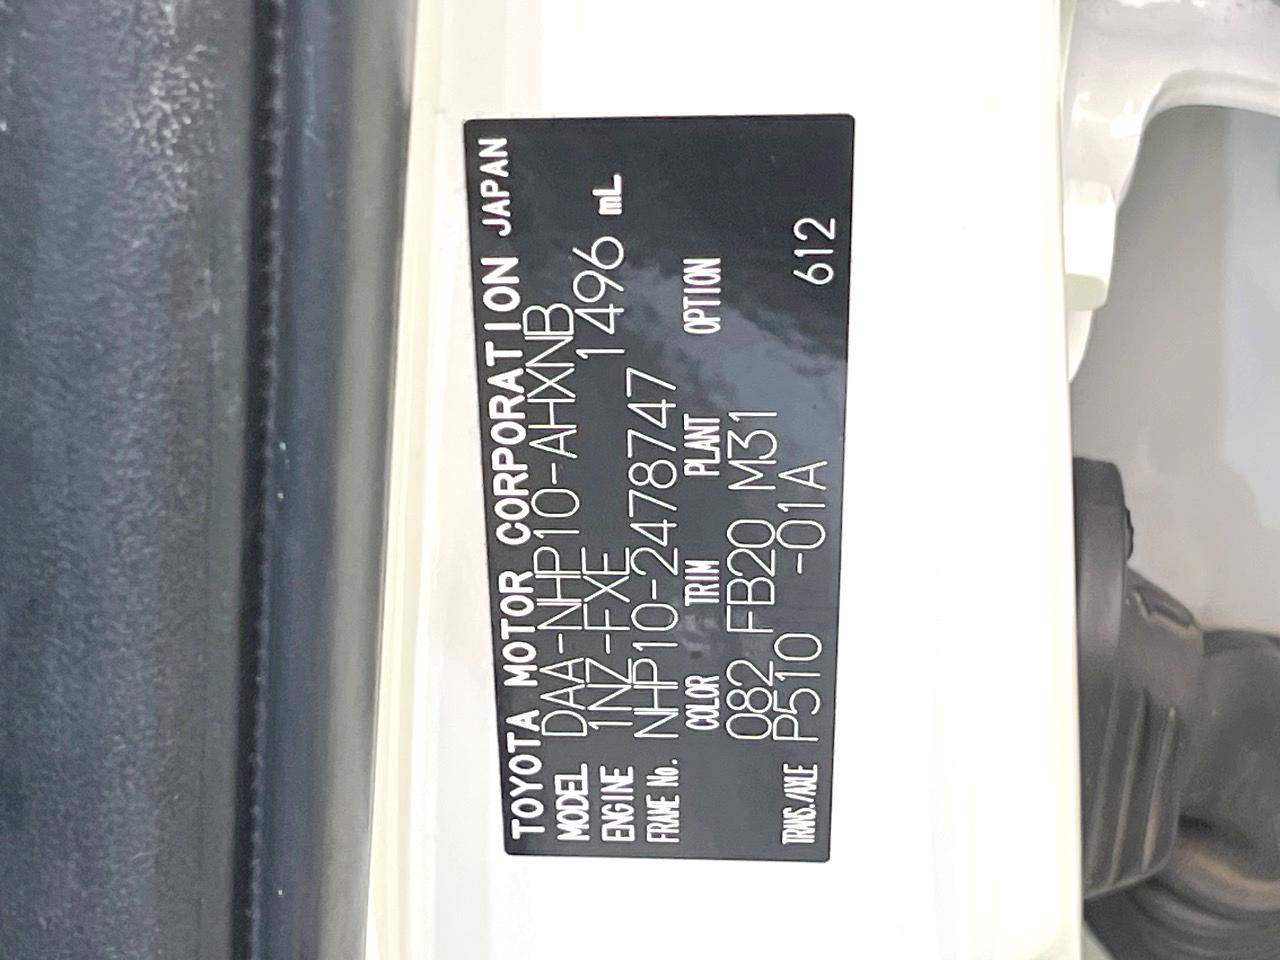 TOYOTA MOTOR CORPORATION JAPAN
MODEL DAA-NHP10-AHXNB
ENGINE 1NZ-FXE 1496 mL
FRAME No. NHP10-2478747
COLOR TRIM PLANT OPTION
082 FB20 M31
TRANS./AXLE P510 -01A 612